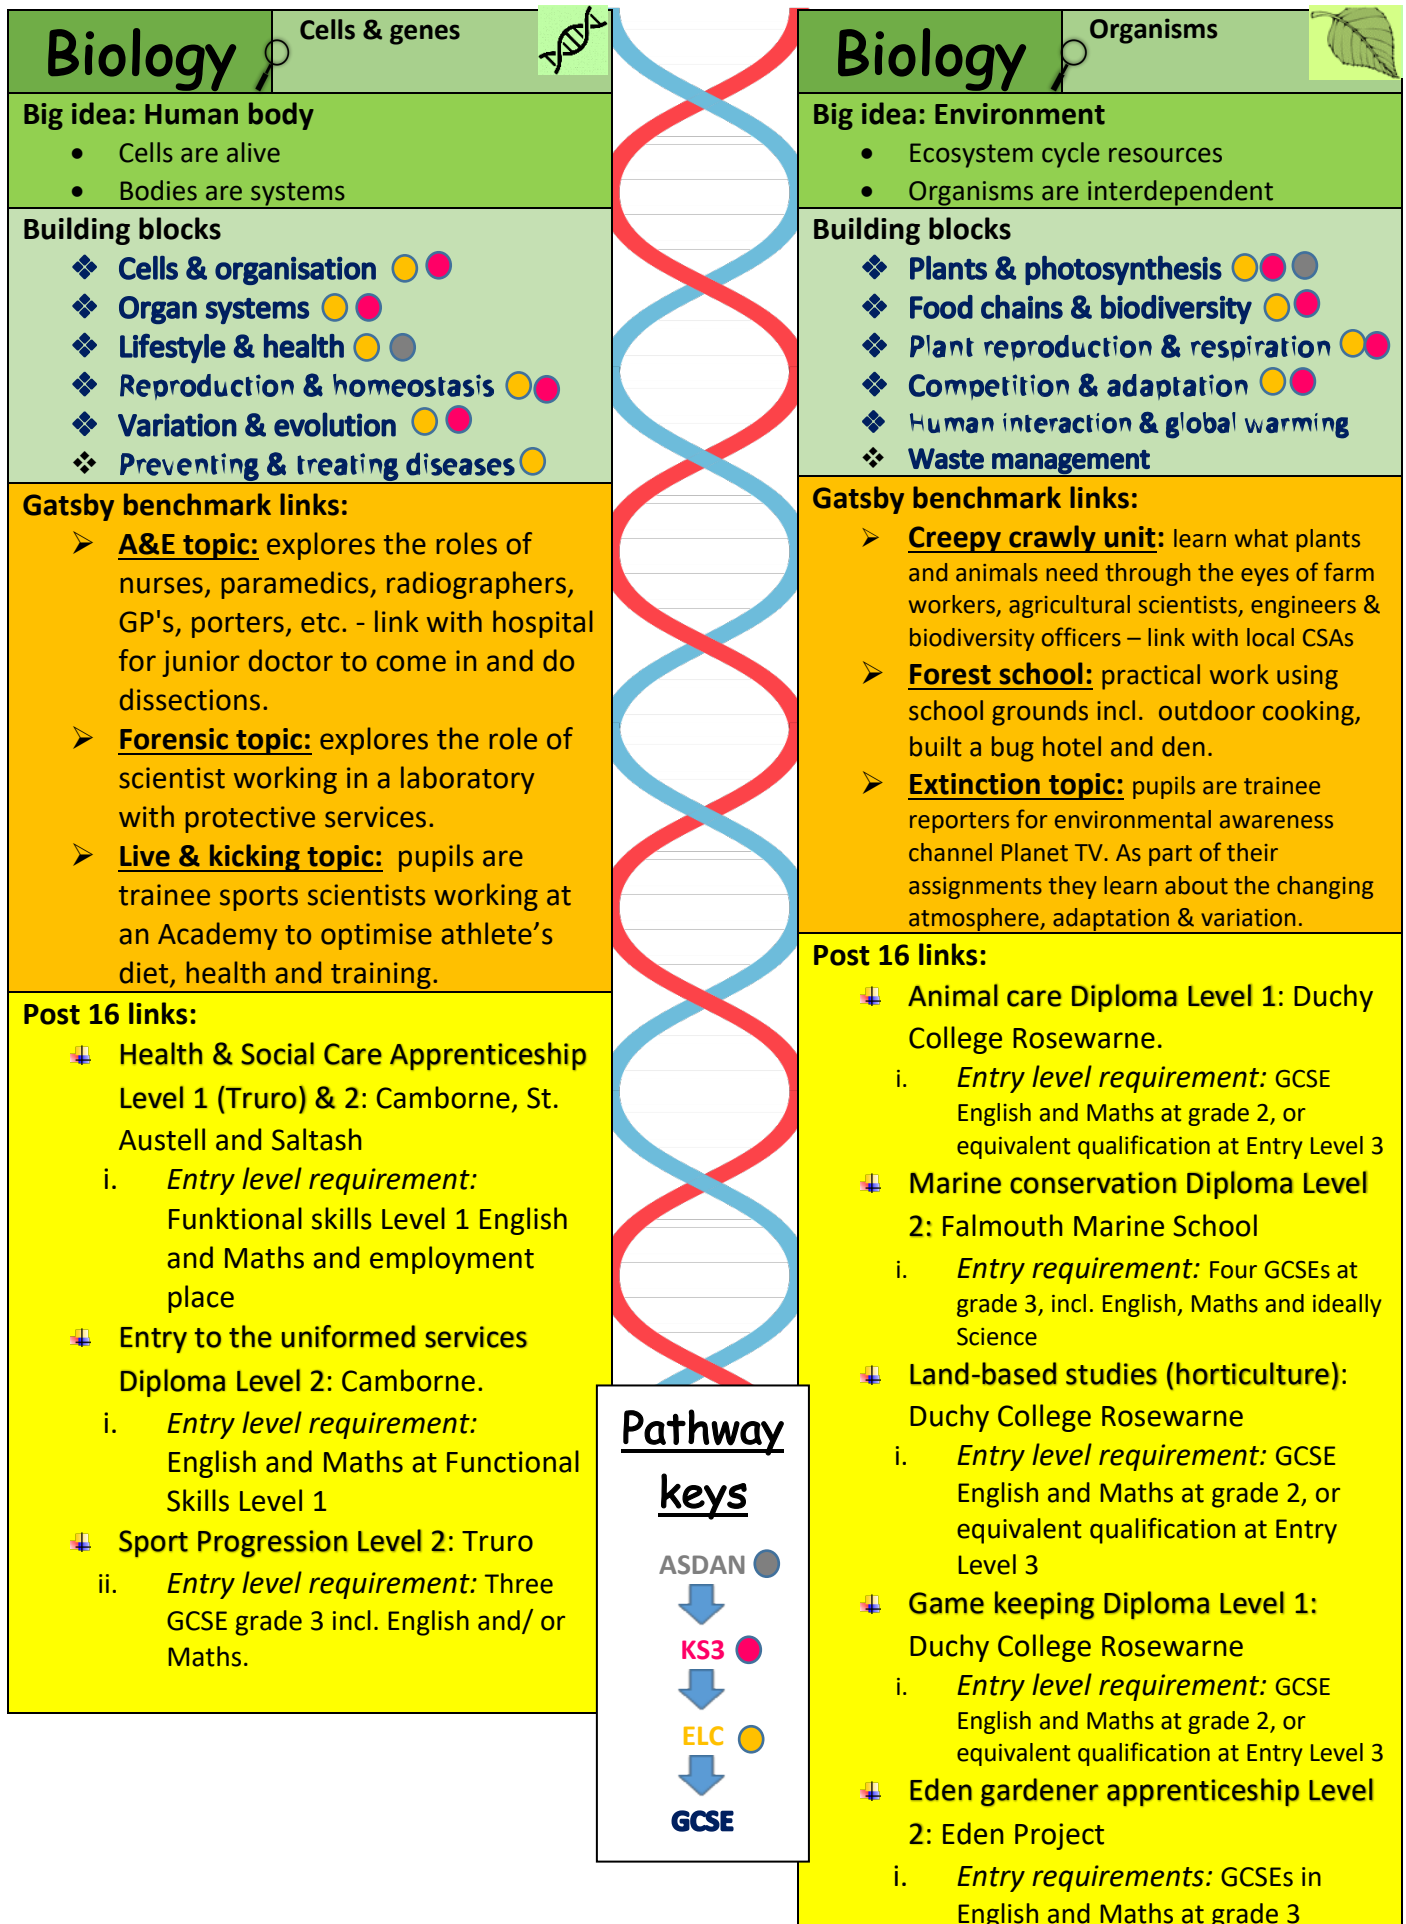 Biology
Cells & genes
Big idea: Human body
Cells are alive
Bodies are systems
Building blocks
Cells & organisation
Organ systems
Lifestyle & health
Reproduction & homeostasis
Variation & evolution
Preventing & treating diseases
Gatsby benchmark links:
A&E topic: explores the roles of
nurses, paramedics, radiographers,
GP's, porters, etc. - link with hospital
for junior doctor to come in and do
dissections.
Forensic topic: explores the role of
scientist working in a laboratory
with protective services.
Live & kicking topic: pupils are
trainee sports scientists working at
an Academy to optimise athlete’s
diet, health and training.
Post 16 links:
Health & Social Care Apprenticeship
Level 1 (Truro) & 2: Camborne, St.
Austell and Saltash
i. Entry level requirement:
Funktional skills Level 1 English
and Maths and employment
place
Entry to the uniformed services
Diploma Level 2: Camborne.
i. Entry level requirement:
English and Maths at Functional
Skills Level 1
Sport Progression Level 2: Truro
ii. Entry level requirement: Three
GCSE grade 3 incl. English and/ or
Maths.
Pathway
keys
ASDAN
KS3
ELC
GCSE
Biology
Organisms
Big idea: Environment
Ecosystem cycle resources
Organisms are interdependent
Building blocks
Plants & photosynthesis
Food chains & biodiversity
Plant reproduction & respiration
Competition & adaptation
Human interaction & global warming
Waste management
Gatsby benchmark links:
Creepy crawly unit: learn what plants
and animals need through the eyes of farm
workers, agricultural scientists, engineers &
biodiversity officers – link with local CSAs
Forest school: practical work using
school grounds incl. outdoor cooking,
built a bug hotel and den.
Extinction topic: pupils are trainee
reporters for environmental awareness
channel Planet TV. As part of their
assignments they learn about the changing
atmosphere, adaptation & variation.
Post 16 links:
Animal care Diploma Level 1: Duchy
College Rosewarne.
i. Entry level requirement: GCSE
English and Maths at grade 2, or
equivalent qualification at Entry Level 3
Marine conservation Diploma Level
2: Falmouth Marine School
i. Entry requirement: Four GCSEs at
grade 3, incl. English, Maths and ideally
Science
Land-based studies (horticulture):
Duchy College Rosewarne
i. Entry level requirement: GCSE
English and Maths at grade 2, or
equivalent qualification at Entry
Level 3
Game keeping Diploma Level 1:
Duchy College Rosewarne
i. Entry level requirement: GCSE
English and Maths at grade 2, or
equivalent qualification at Entry Level 3
Eden gardener apprenticeship Level
2: Eden Project
i. Entry requirements: GCSEs in
English and Maths at grade 3